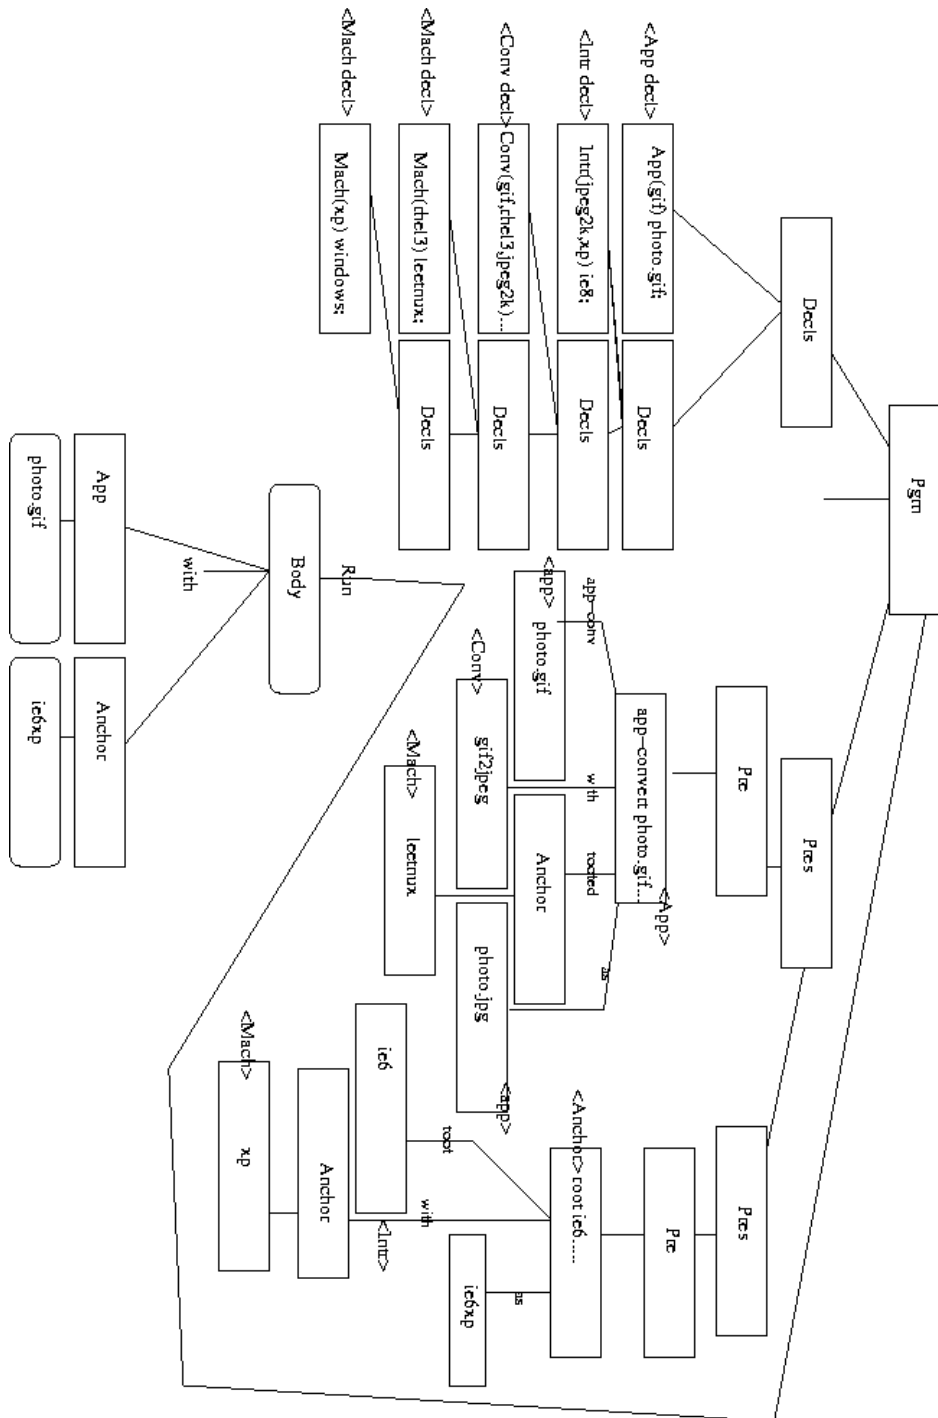 Pgm
Decls
Pres
App(gif) photo.gif;
<App decl>
Decls
Pre
Pres
Intr(jpeg2k,xp) ie8;
<Intr decl>
Decls
app-convert photo.gif...
<App>
Pre
Conv(gif,rhel3,jpeg2k)...
<Conv decl>
Decls
app-conv
with
rooted
as
<Anchor> root ie6.....
Mach(rhel3) leetnux;
<Mach decl>
Decls
<app>
photo.gif
Anchor
Mach(xp) windows;
<Mach decl>
<Conv>
gif2jpeg
photo.jpg
<app>
root
with
as
ie6xp
<Mach>
leetnux
ie6
<Intr>
Run
Body
Anchor
with
<Mach>
xp
App
Anchor
photo.gif
ie6xp